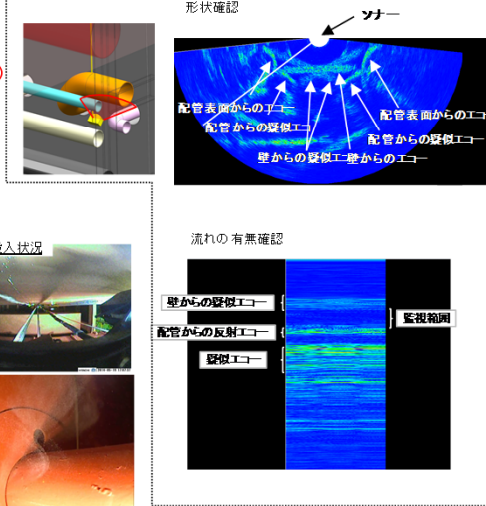 形状確認
ソナー
配管表面からのエコー
配管からの疑似エコ
壁からの疑似エコー
壁からのエコー
配管表面からのエコー
配管からの疑似エコー
入状況
流れの有無確認
壁からの疑似エコー
配管からの反射エコー
疑似エコー
監視範囲